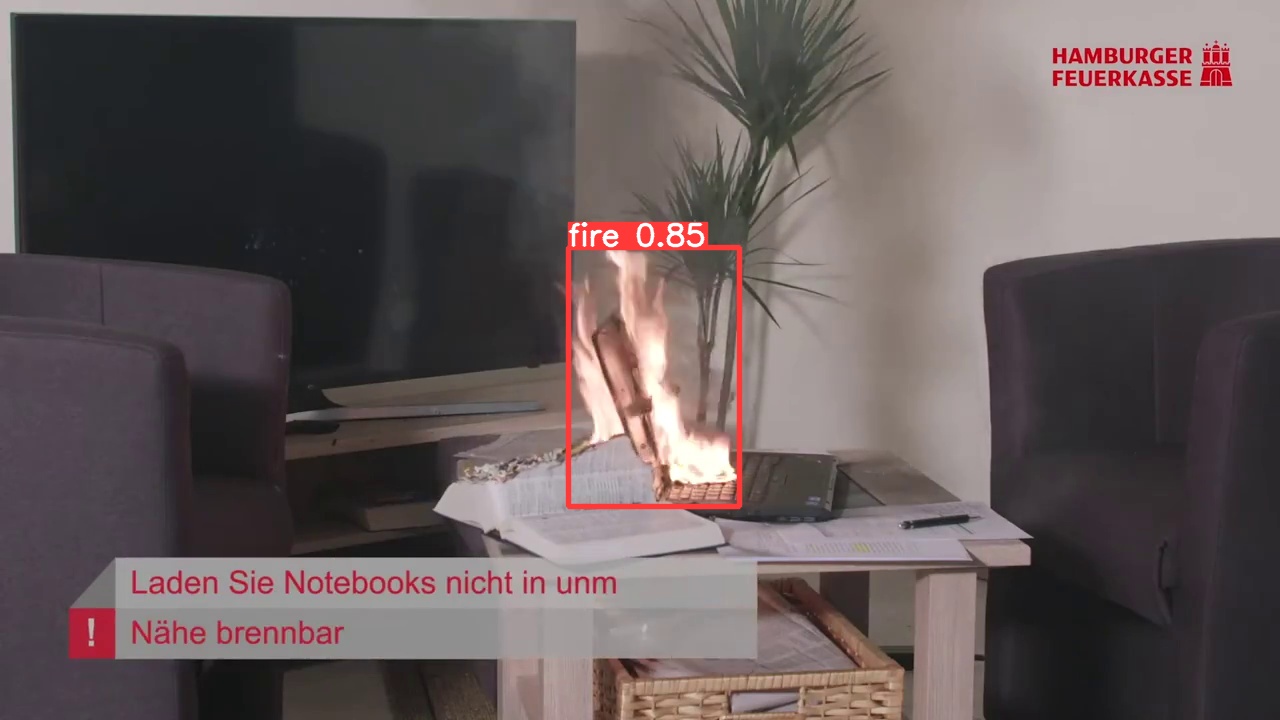 HAMBURGER
FEUERKASSE
fire 0.85
Laden Sie Notebooks nicht in unm
!
Nähe brennbar